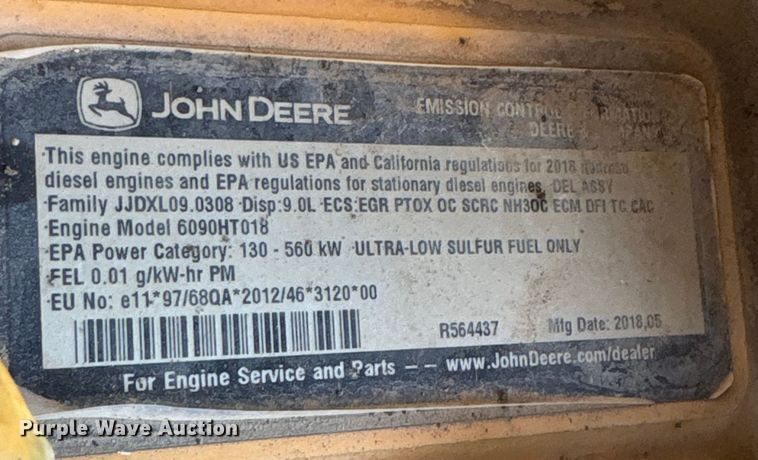 JOHN DEERE
EMISSION CONTROL
DEERE &
This engine complies with US EPA and California regulations for 2018 nonroad
diesel engines and EPA regulations for stationary diesel engines, DEL ASSY
Family JJDXL09.0308 Disp:9.0L ECS:EGR PTOX OC SCRC NH3OC ECM DFI TC CAC
Engine Model 6090HT018
EPA Power Category: 130 - 560 kW ULTRA-LOW SULFUR FUEL ONLY
FEL 0.01 g/kW-hr PM
EU No: e11*97/68QA*2012/46*3120*00
R564437 Mfg Date: 2018,05
For Engine Service and Parts -- www.JohnDeere.com/dealer
Purple Wave Auction